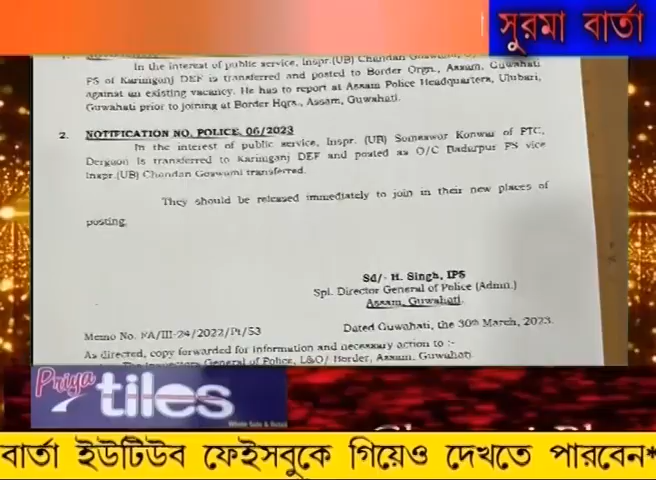 সুরমা বার্তা
In the interest of public service, Inspr.(UB) Chandan Goswami,
PS of Karimganj DEF is transferred and posted to Border Orgn., Assam, Guwahati
against an existing vacancy. He has to report at Assam Police Headquarters, Ulubari,
Guwahati prior to joining at Border Hqrs., Assam, Guwahati.
2. NOTIFICATION NO. POLICE. 06/2023
In the interest of public service, Inspr. (UB) Someswor Konwar of PTC,
Dergaon is transferred to Karimganj DEF and posted as O/C Badarpur PS vice
Inspr.(UB) Chandan Goswami transferred.
They should be released immediately to join in their new places of
posting.
Sd/- H. Singh, IPS
Spl. Director General of Police (Admn.)
Assam, Guwahati.
Memo No. FA/III-24/2022/Pt/53
Dated Guwahati, the 30th March, 2023.
As directed, copy forwarded for information and necessary action to :-
General of Police, L&O/ Border, Assam, Guwahati
Priya
tiles
Whole Sale & Retail
বার্তা ইউটিউব ফেইসবুকে গিয়েও দেখতে পারবেন*